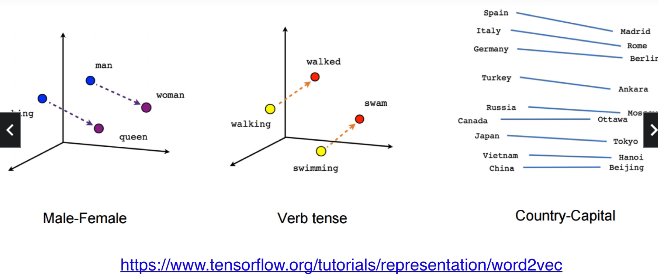 man
woman
queen
Male-Female
walked
swam
walking
swimming
Verb tense
Spain
Madrid
Italy
Rome
Germany
Turkey
Ankara
Russia
Canada
Ottawa
Japan
Tokyo
Vietnam
Hanoi
China
Beijing
Country-Capital
https://www.tensorflow.org/tutorials/representation/word2vec